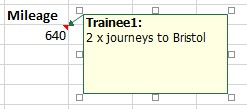 Mileage
640
Trainee1:
2 x journeys to Bristol